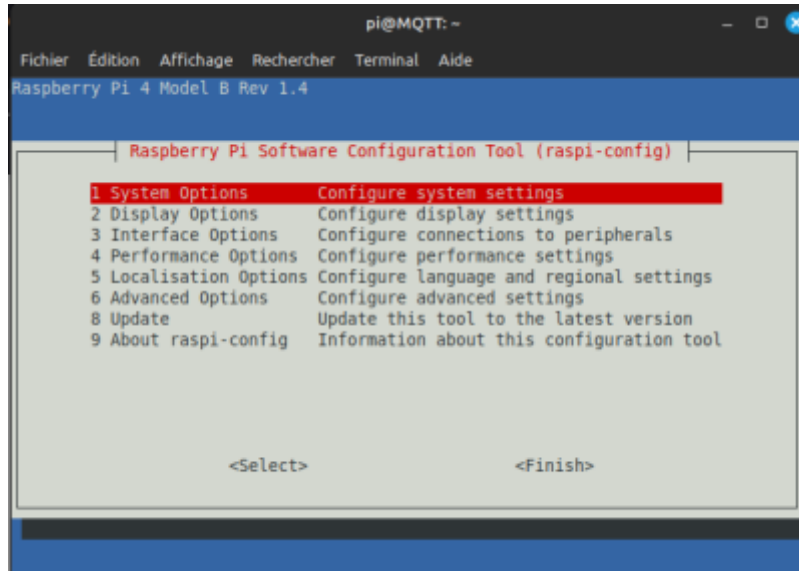 pi@MQTT: ~
Fichier Édition Affichage Rechercher Terminal Aide
Raspberry Pi 4 Model B Rev 1.4
Raspberry Pi Software Configuration Tool (raspi-config)
1 System Options Configure system settings
2 Display Options Configure display settings
3 Interface Options Configure connections to peripherals
4 Performance Options Configure performance settings
5 Localisation Options Configure language and regional settings
6 Advanced Options Configure advanced settings
8 Update Update this tool to the latest version
9 About raspi-config Information about this configuration tool
<Select> <Finish>